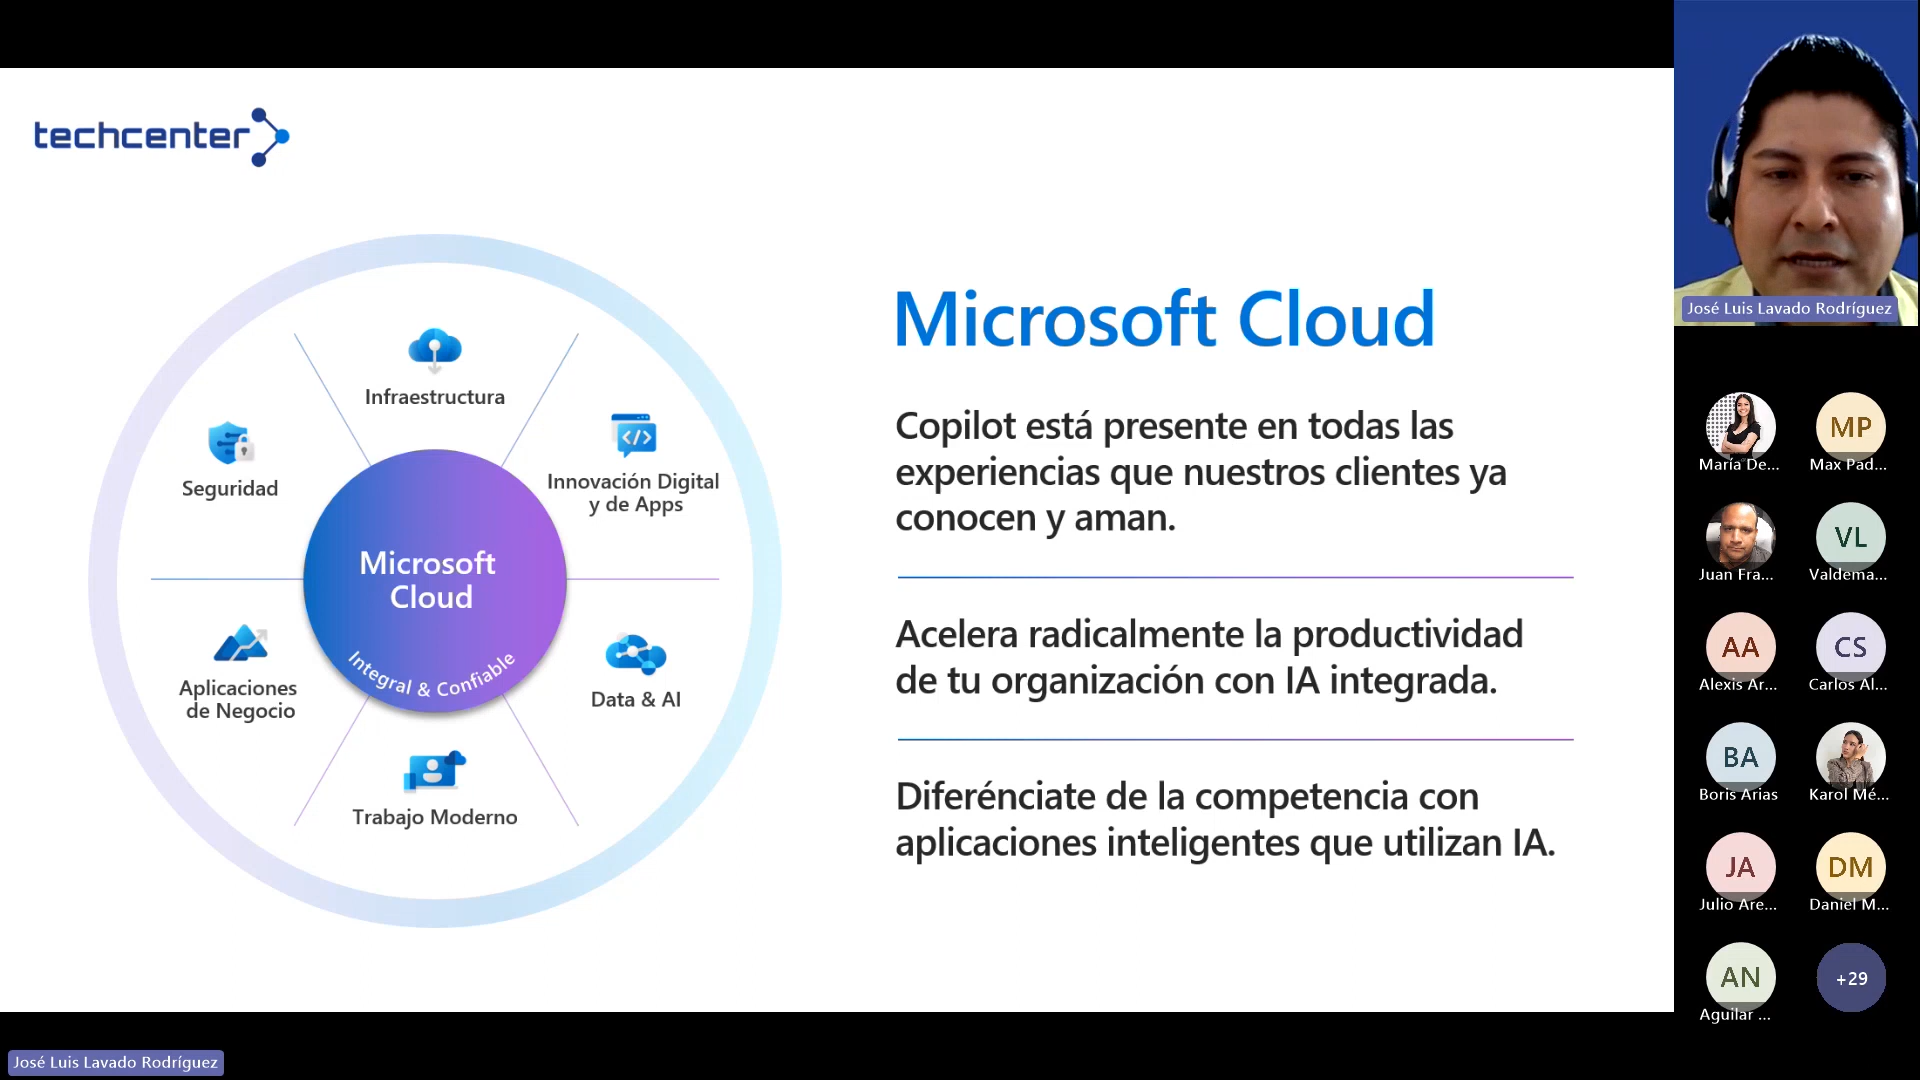 techcenter
Infraestructura
Seguridad
Innovación Digital
y de Apps
Microsoft
Cloud
Integral & Confiable
Aplicaciones
de Negocio
Data & AI
Trabajo Moderno
Microsoft Cloud
Copilot está presente en todas las
experiencias que nuestros clientes ya
conocen y aman.
Acelera radicalmente la productividad
de tu organización con IA integrada.
Diferénciate de la competencia con
aplicaciones inteligentes que utilizan IA.
José Luis Lavado Rodríguez
María De...
MP
Max Pad...
Juan Fra...
VL
Valdema...
AA
Alexis Ar...
CS
Carlos Al...
BA
Boris Arias
Karol Mé...
JA
Julio Are...
DM
Daniel M...
AN
Aguilar ...
+29
José Luis Lavado Rodríguez